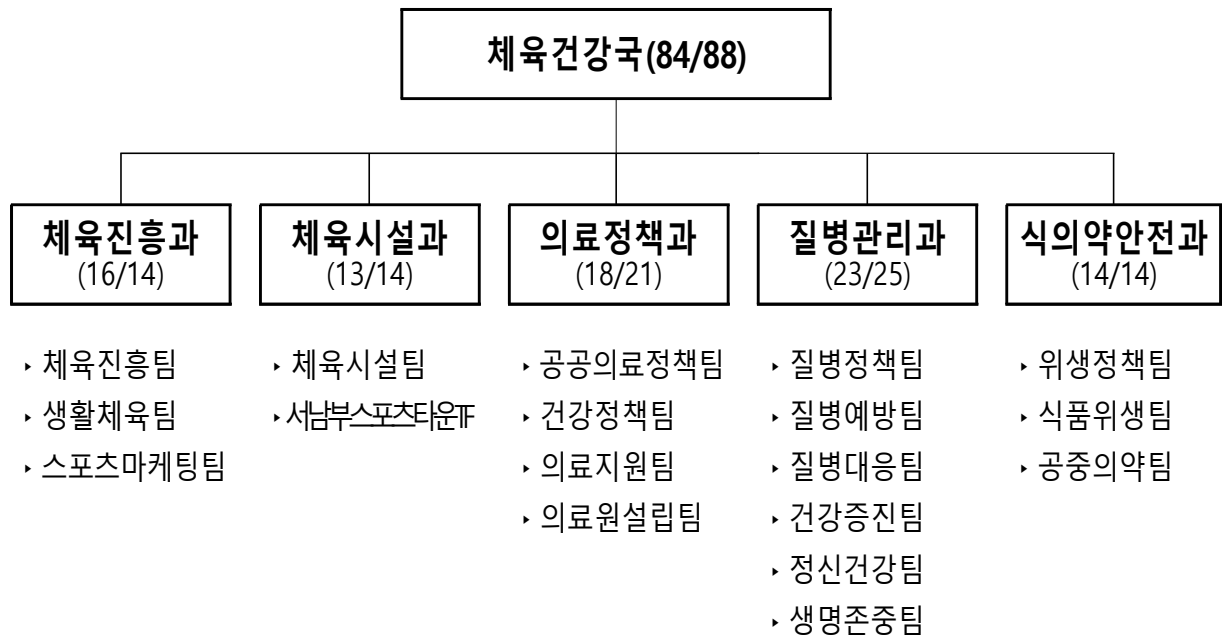 체육건강국(84/88)
체육진흥과
(16/14)
‣ 체육진흥팀
‣ 생활체육팀
‣ 스포츠마케팅팀
체육시설과
(13/14)
‣ 체육시설팀
‣ 서남부스포츠타운TF
의료정책과
(18/21)
‣ 공공의료정책팀
‣ 건강정책팀
‣ 의료지원팀
‣ 의료원설립팀
질병관리과
(23/25)
‣ 질병정책팀
‣ 질병예방팀
‣ 질병대응팀
‣ 건강증진팀
‣ 정신건강팀
‣ 생명존중팀
식의약안전과
(14/14)
‣ 위생정책팀
‣ 식품위생팀
‣ 공중의약팀